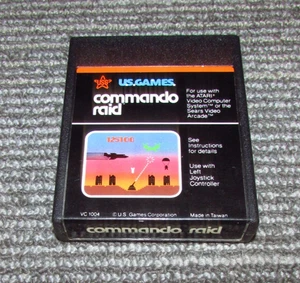 U.S.GAMES.
commando
raid
For use with
the ATARI®
Video Computer
System™ or the
Sears Video
Arcade™
125100
See
Instructions
for details
Use with
Left
Joystick
Controller
VC 1004 © U.S. Games Corporation Made in Taiwan
commando raid